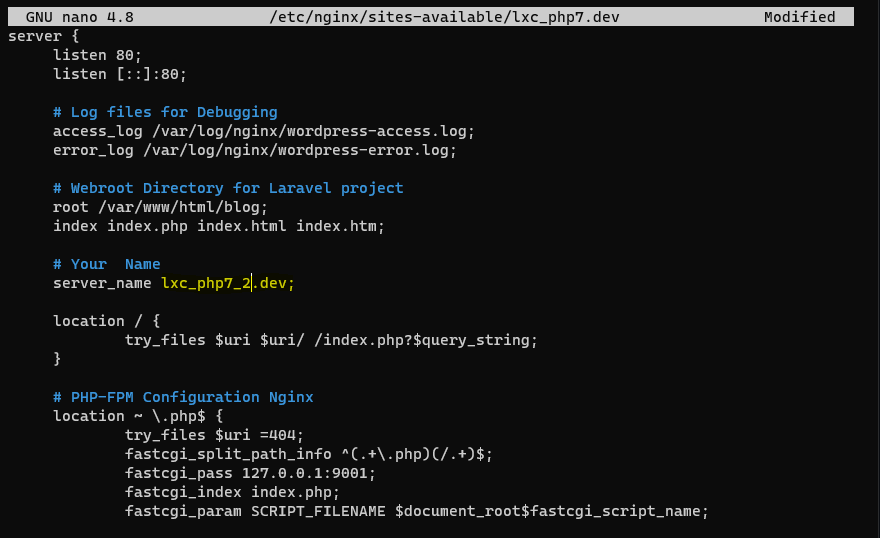 GNU nano 4.8 /etc/nginx/sites-available/lxc_php7.dev Modified
server {
listen 80;
listen [::]:80;
# Log files for Debugging
access_log /var/log/nginx/wordpress-access.log;
error_log /var/log/nginx/wordpress-error.log;
# Webroot Directory for Laravel project
root /var/www/html/blog;
index index.php index.html index.htm;
# Your  Name
server_name lxc_php7_2.dev;
location / {
try_files $uri $uri/ /index.php?$query_string;
}
# PHP-FPM Configuration Nginx
location ~ \.php$ {
try_files $uri =404;
fastcgi_split_path_info ^(.+\.php)(/.+)$;
fastcgi_pass 127.0.0.1:9001;
fastcgi_index index.php;
fastcgi_param SCRIPT_FILENAME $document_root$fastcgi_script_name;